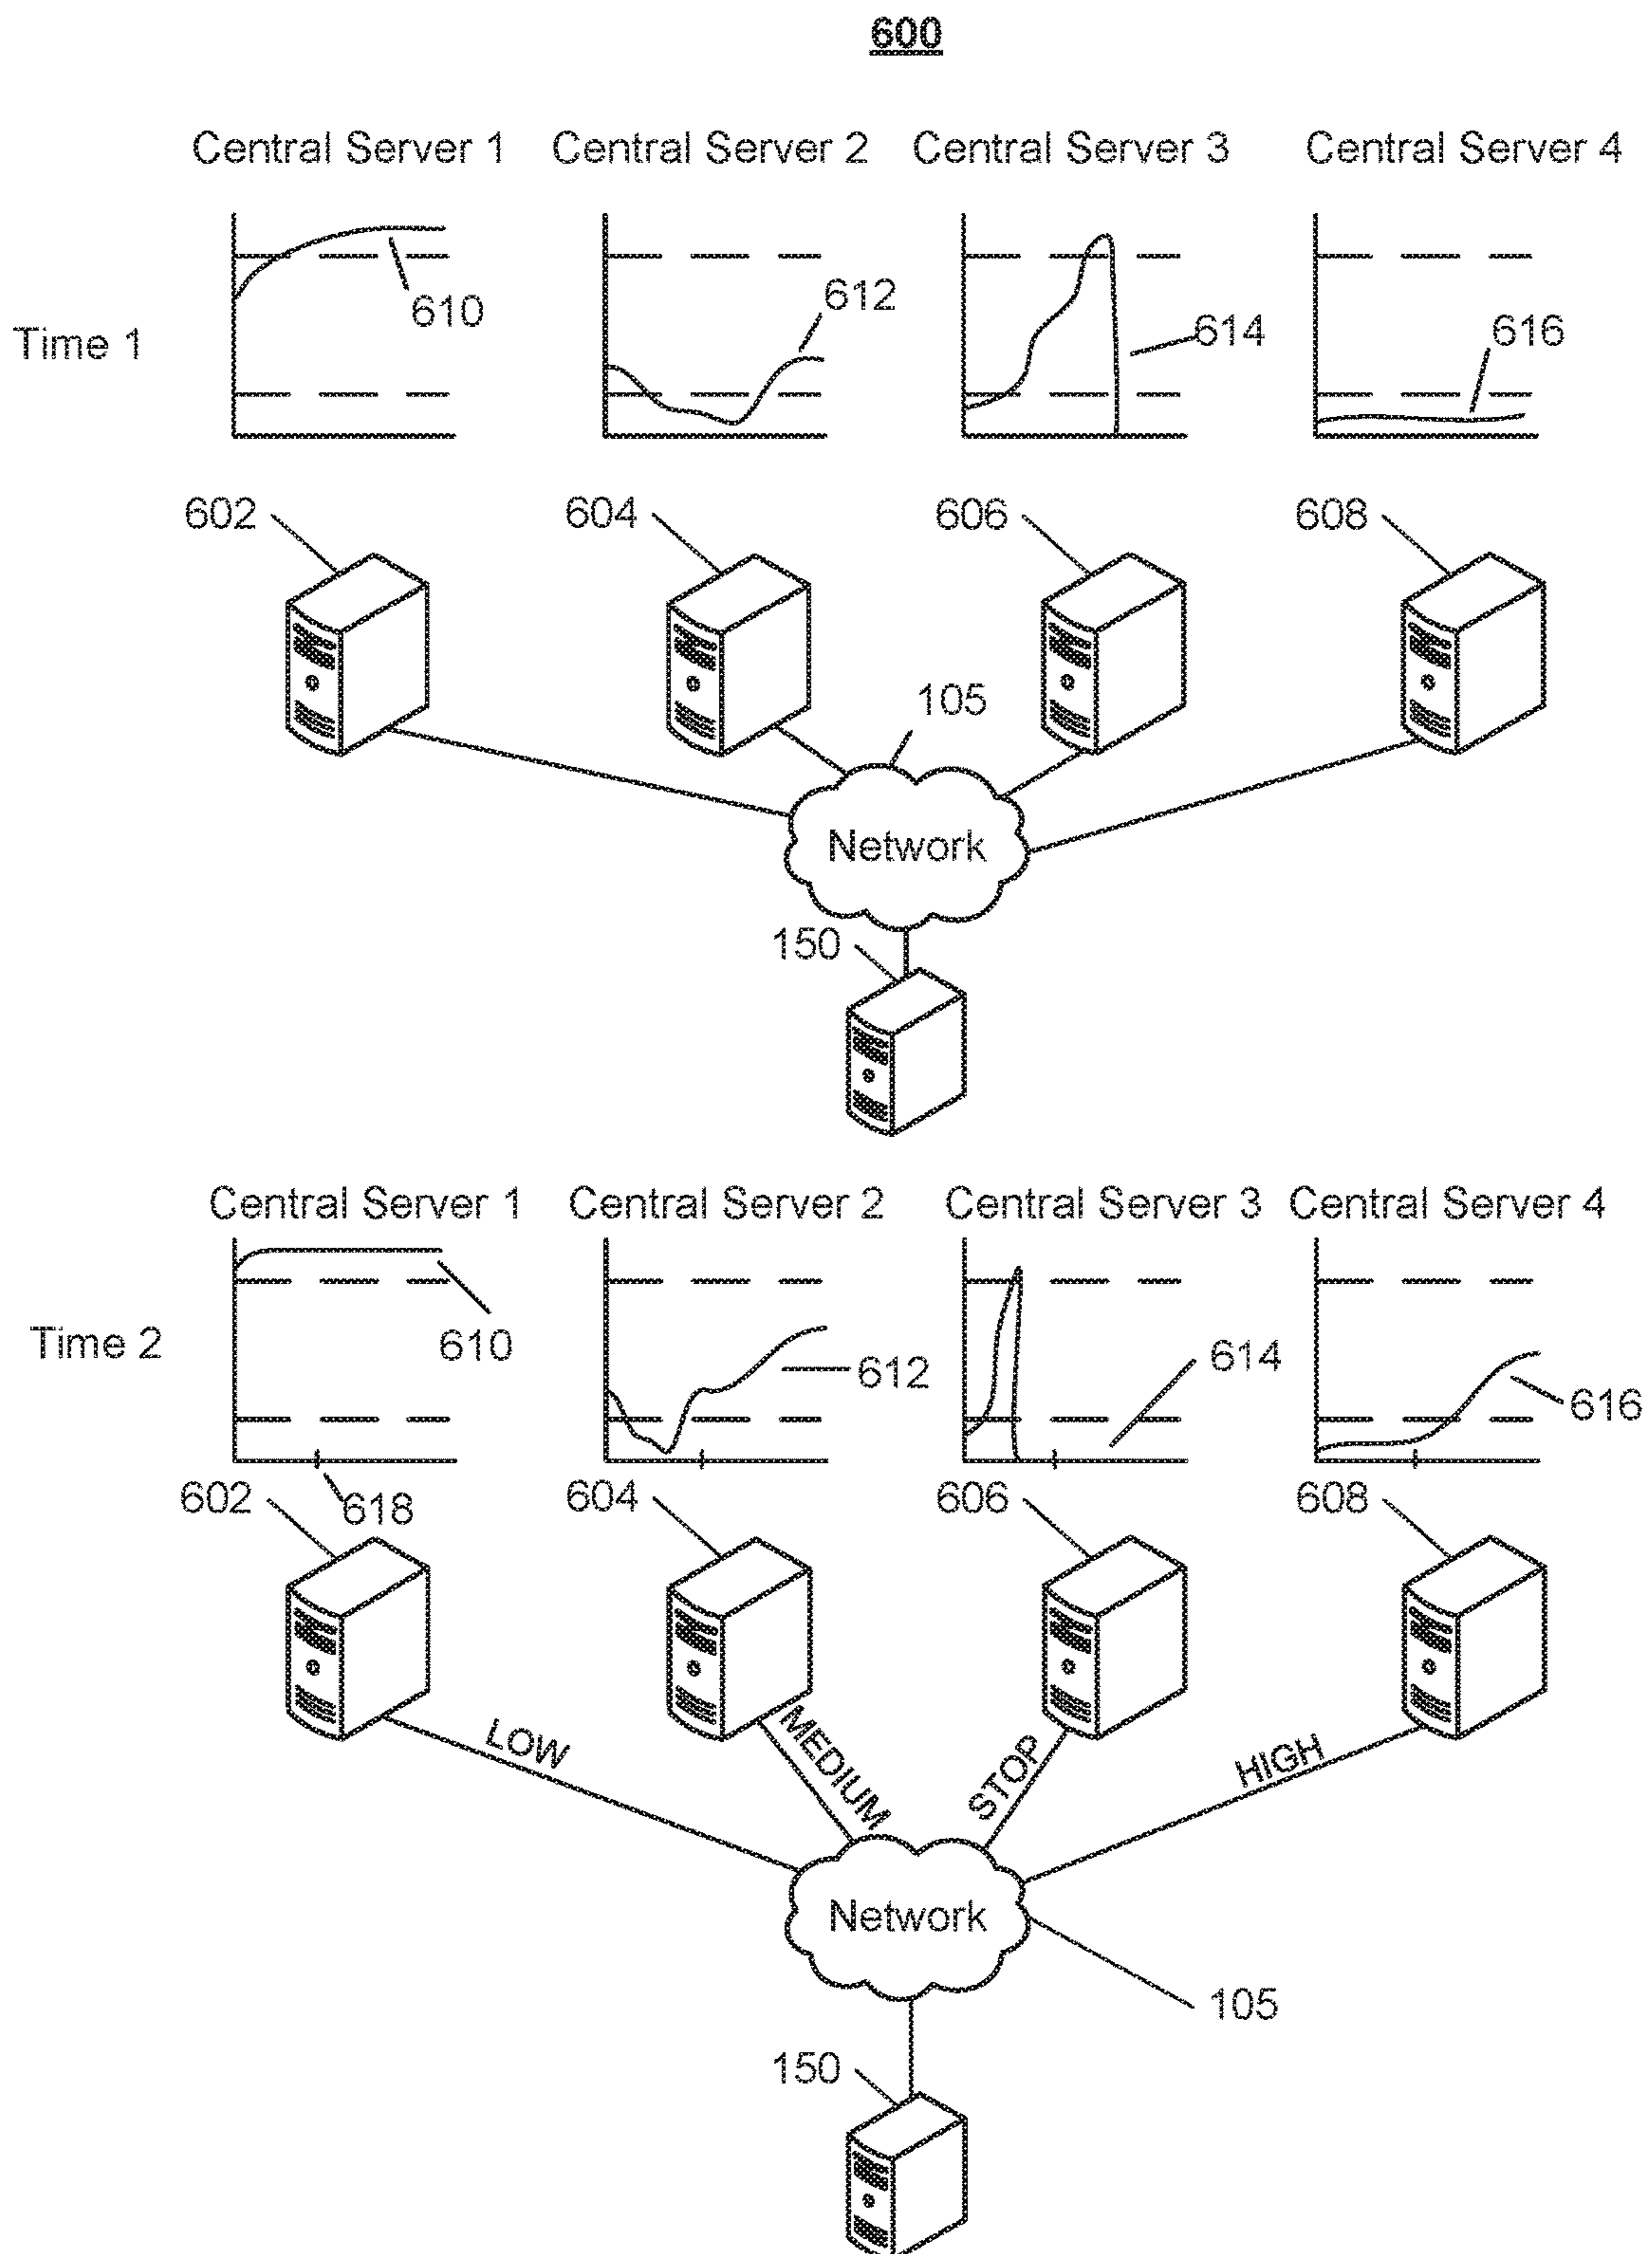 600
Central Server 1
Central Server 2
Central Server 3
Central Server 4
610
612
614
616
Time 1
602
604
606
608
105
Network
150
Central Server 1
Central Server 2
Central Server 3
Central Server 4
Time 2
610
612
614
616
602
618
604
606
608
LOW
MEDIUM
STOP
HIGH
Network
105
150